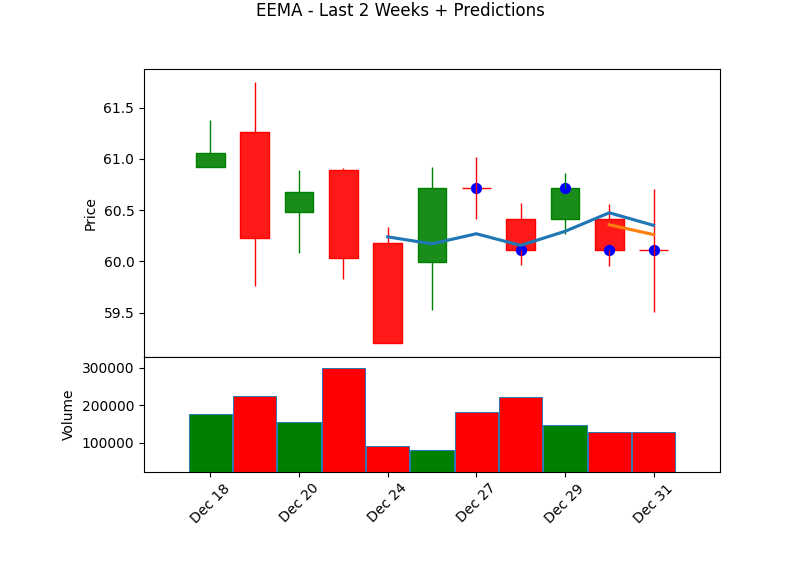 EEMA - Last 2 Weeks + Predictions
61.5
61.0
60.5
60.0
59.5
Price
300000
200000
100000
Volume
Dec 18
Dec 20
Dec 24
Dec 27
Dec 29
Dec 31